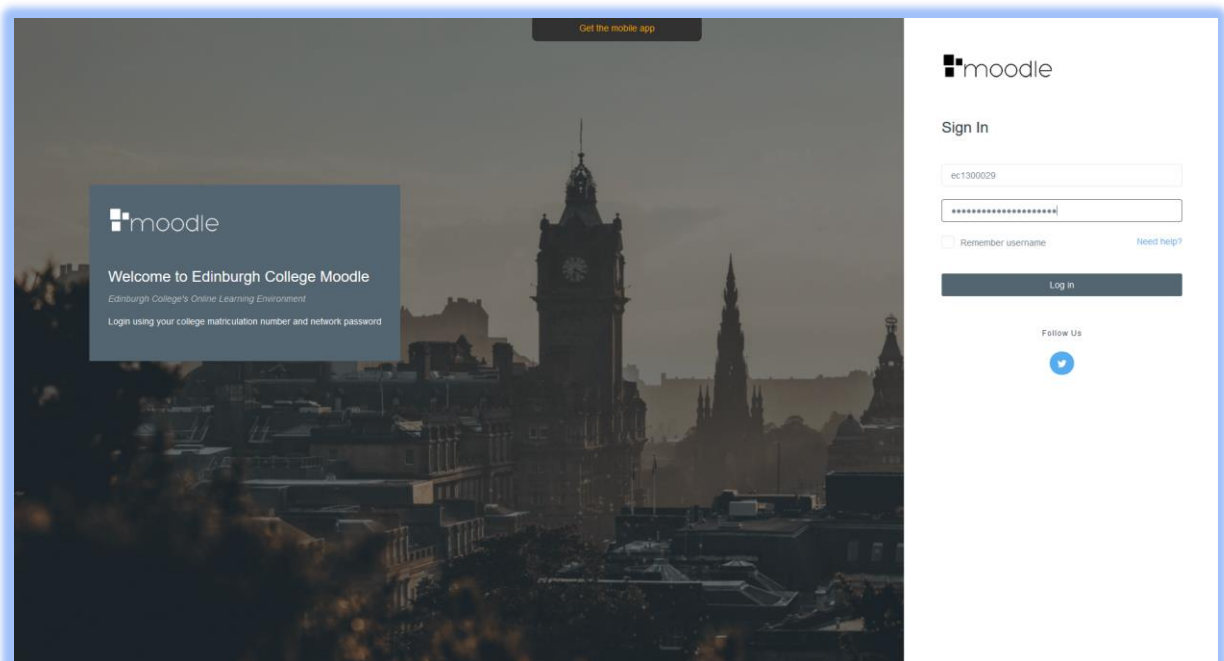 Get the mobile app
moodle
Welcome to Edinburgh College Moodle
Edinburgh College's Online Learning Environment
Login using your college matriculation number and network password
moodle
Sign In
ec1300029
•••••••••••••••••••••
Remember username
Need help?
Log in
Follow Us